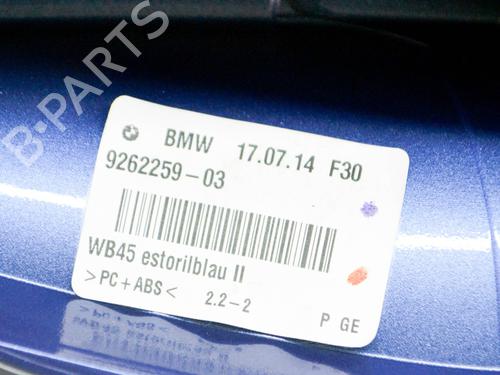 B-PARTS
BMW 17.07.14 F30
9262259-03
WB45 estorilblau II
>PC+ABS< 2.2-2
P GE